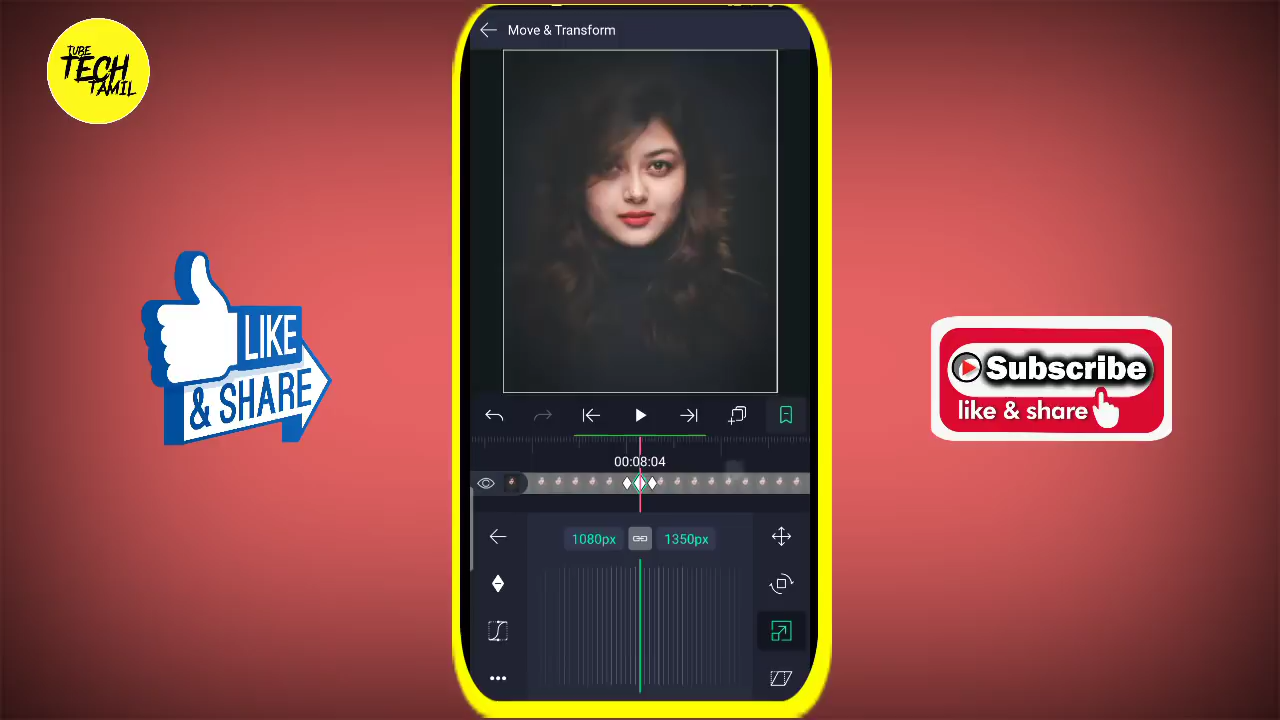 TUBE
TECH
TAMIL
Move & Transform
LIKE
& SHARE
Subscribe
like & share
00:08:04
1080px
1350px